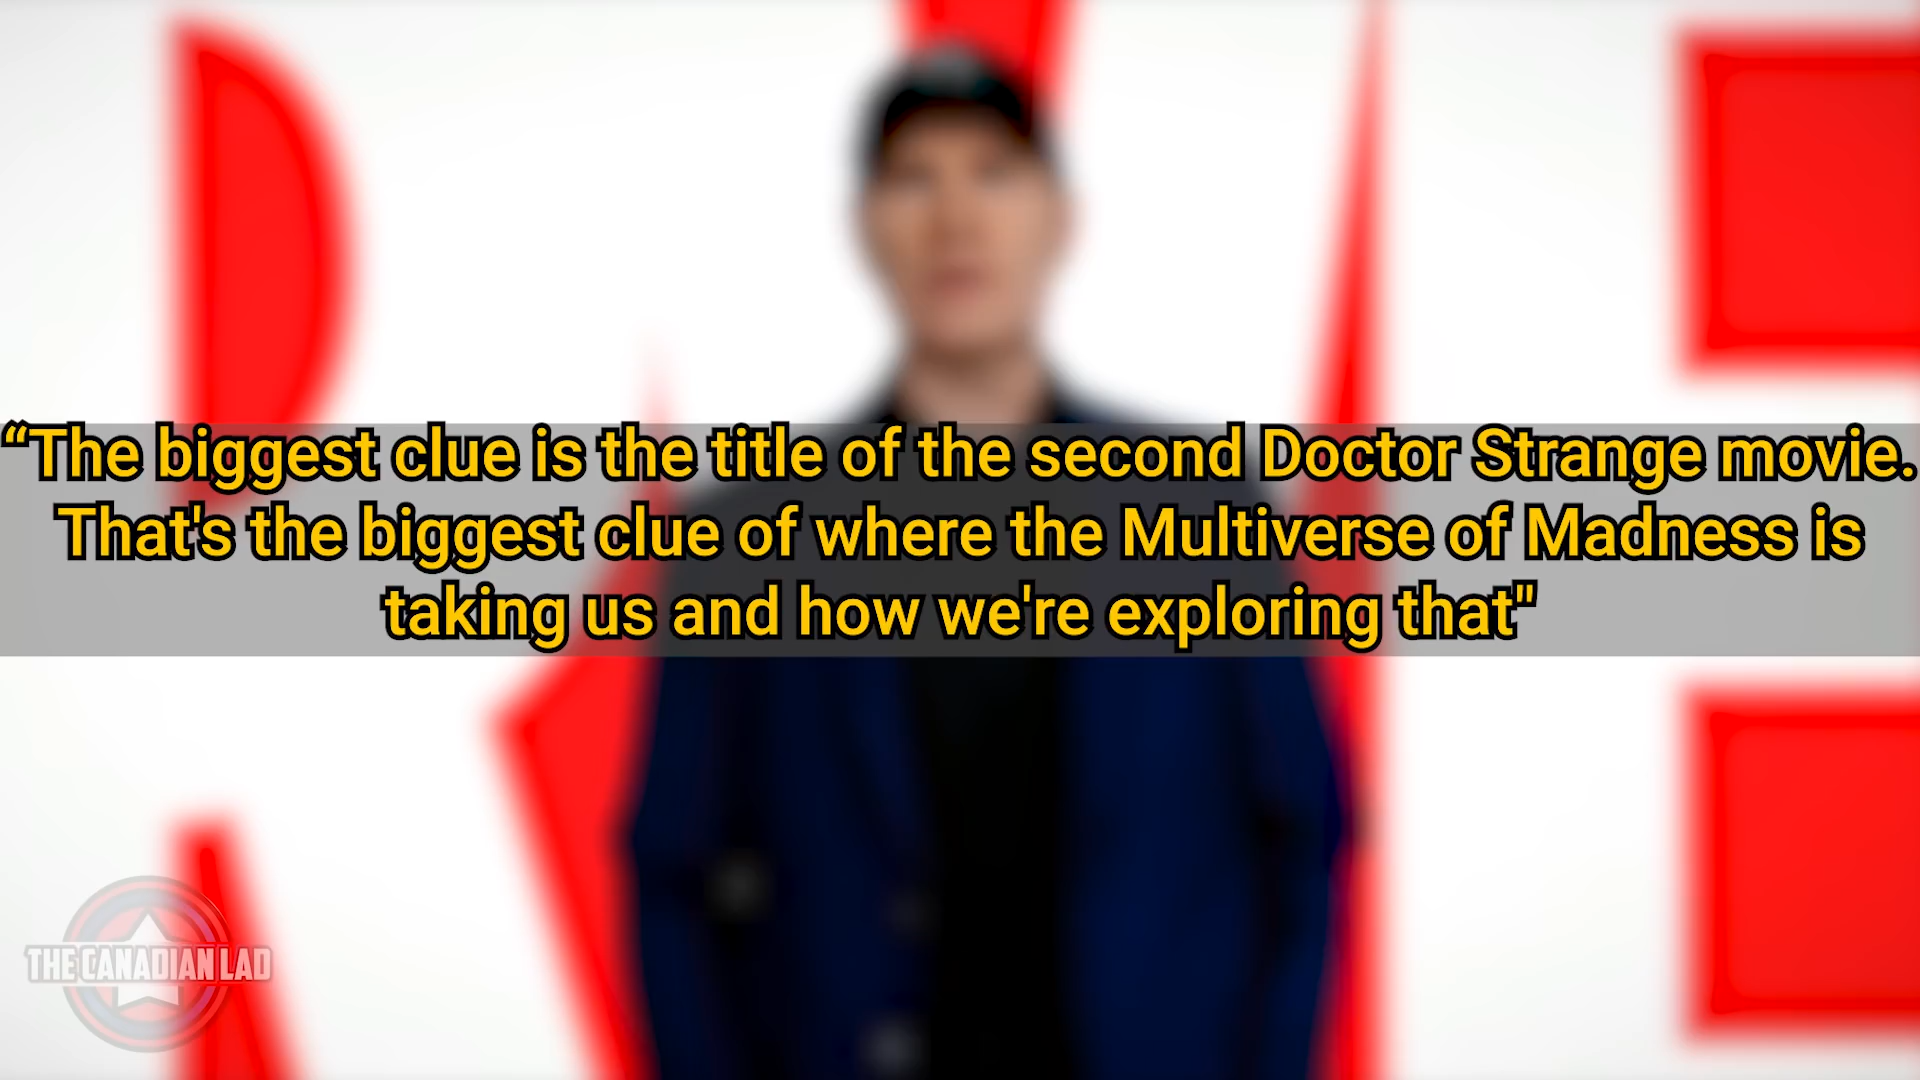 “The biggest clue is the title of the second Doctor Strange movie.
That's the biggest clue of where the Multiverse of Madness is
taking us and how we're exploring that"
THE CANADIAN LAD